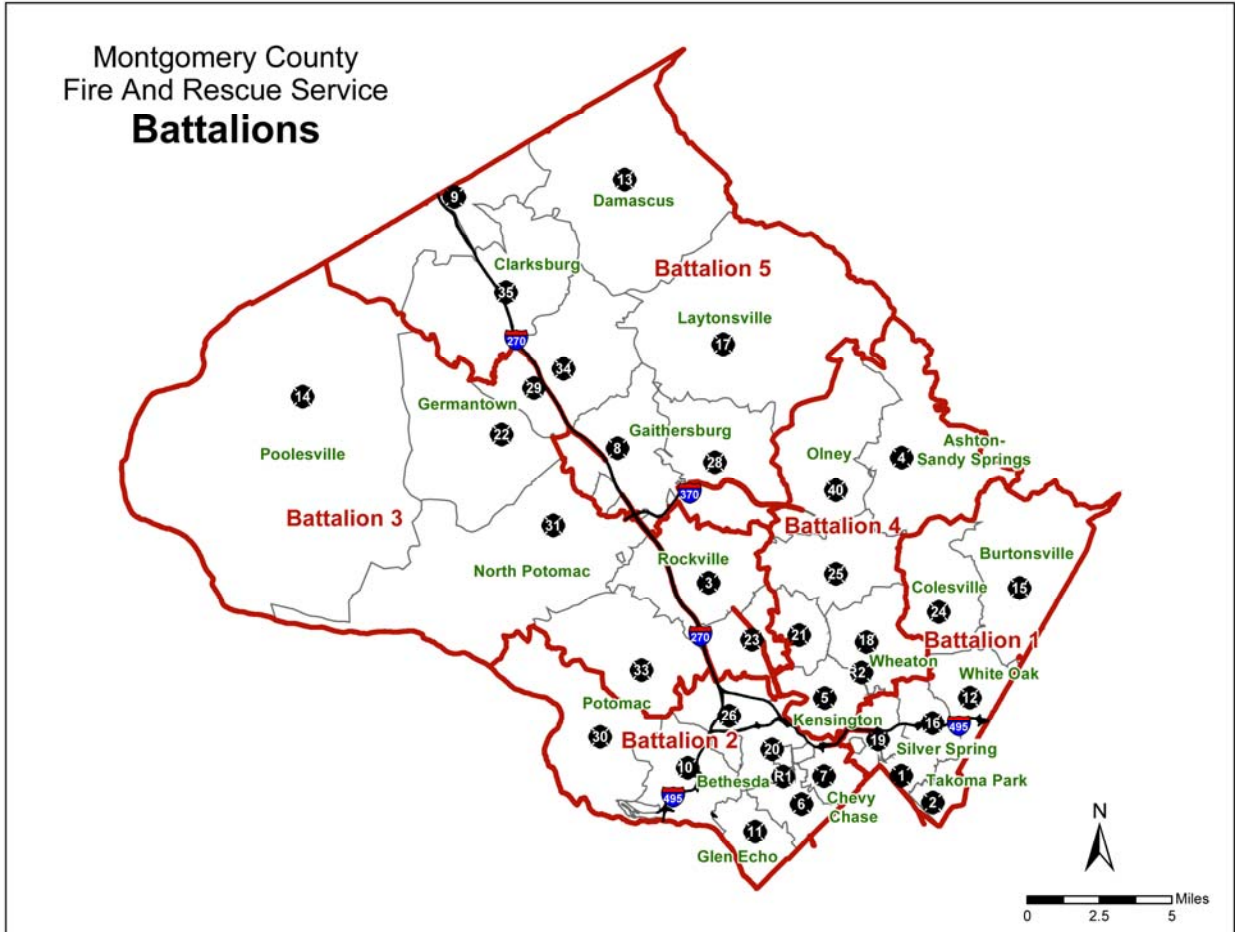 Montgomery County
Fire And Rescue Service
Battalions
13
Damascus
9
Clarksburg
Battalion 5
35
Laytonsville
17
270
34
29
14
Germantown
22
8
Gaithersburg
28
Poolesville
Olney
4
Ashton-
Sandy Springs
40
370
Battalion 3
31
Battalion 4
North Potomac
Rockville
3
25
Burtonsville
15
Colesville
24
270
23
21
18
Battalion 1
Wheaton
R2
33
Potomac
White Oak
12
5
Kensington
26
16
495
30
Battalion 2
20
19
Silver Spring
10
Bethesda
R1
7
1
Takoma Park
495
6
Chevy
Chase
2
11
Glen Echo
N
Miles
0 2.5 5